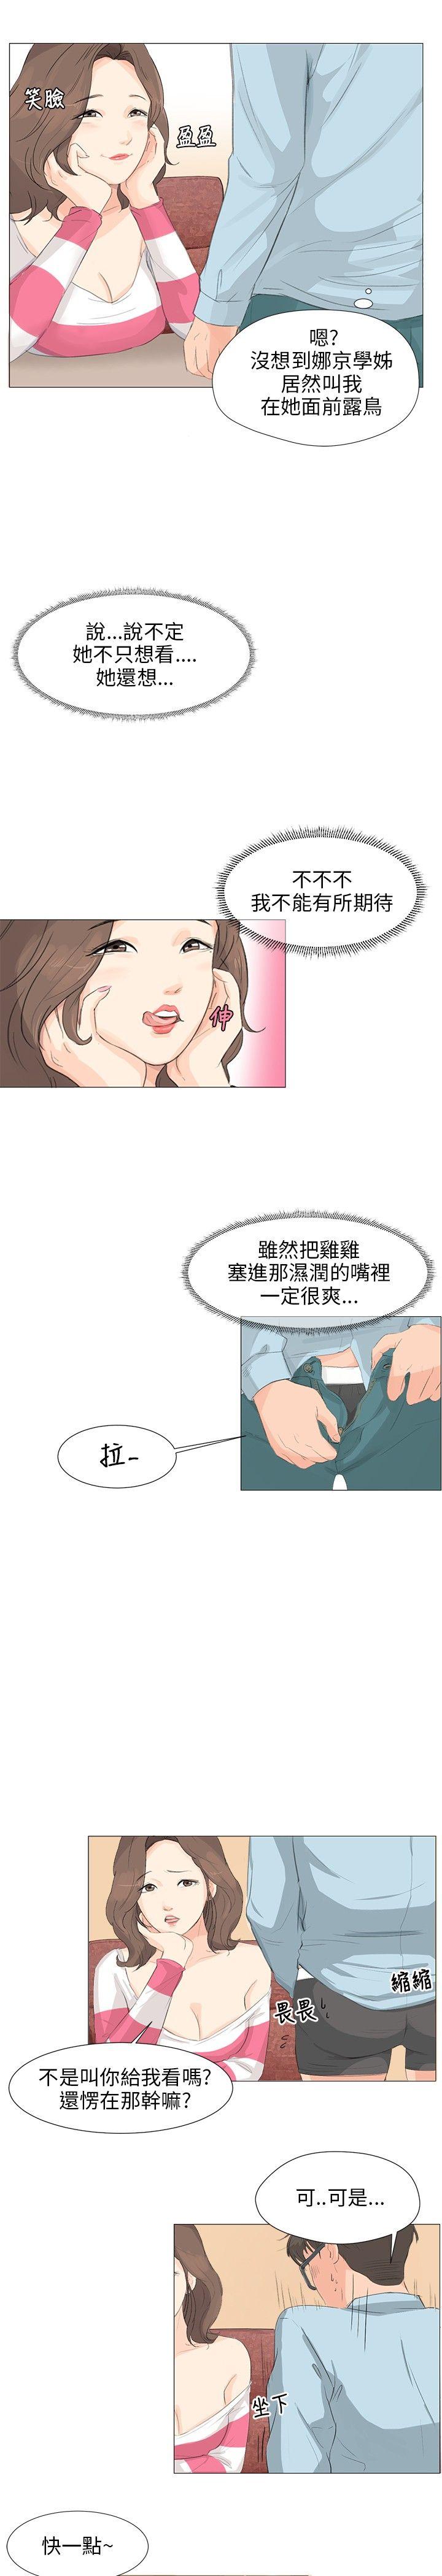 笑臉
盈盈
嗯?
沒想到娜京學姊
居然叫我
在她面前露鳥
說...說不定
她不只想看....
她還想...
不不不
我不能有所期待
伸
雖然把雞雞
塞進那濕潤的嘴裡
一定很爽...
拉~
縮縮
畏畏
不是叫你給我看嗎?
還愣在那幹嘛?
可..可是...
坐下
快一點~